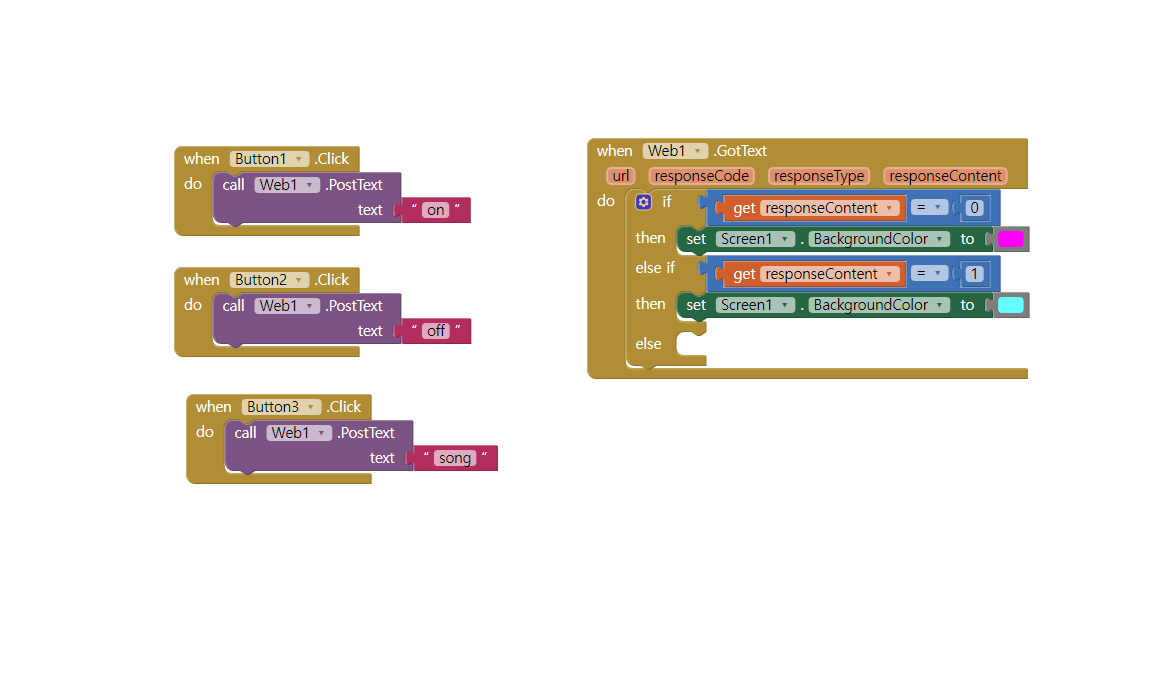 when Button1 .Click
do call Web1 .PostText
text “ on ”
when Button2 .Click
do call Web1 .PostText
text “ off ”
when Button3 .Click
do call Web1 .PostText
text “ song ”
when Web1 .GotText
url responseCode responseType responseContent
do if get responseContent = 0
then set Screen1 . BackgroundColor to
else if get responseContent = 1
then set Screen1 . BackgroundColor to
else